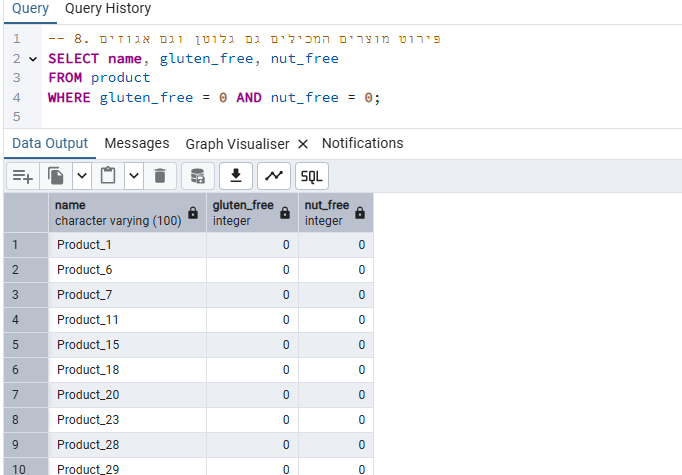 Query Query History
1 -- 8. פירוט מוצרים המכילים גם גלוטן וגם אגוזים
2 SELECT name, gluten_free, nut_free
3 FROM product
4 WHERE gluten_free = 0 AND nut_free = 0;
5
Data Output Messages Graph Visualiser × Notifications
SQL
name gluten_free nut_free
character varying (100) integer integer
1 Product_1 0 0
2 Product_6 0 0
3 Product_7 0 0
4 Product_11 0 0
5 Product_15 0 0
6 Product_18 0 0
7 Product_20 0 0
8 Product_23 0 0
9 Product_28 0 0
10 Product_29 0 0